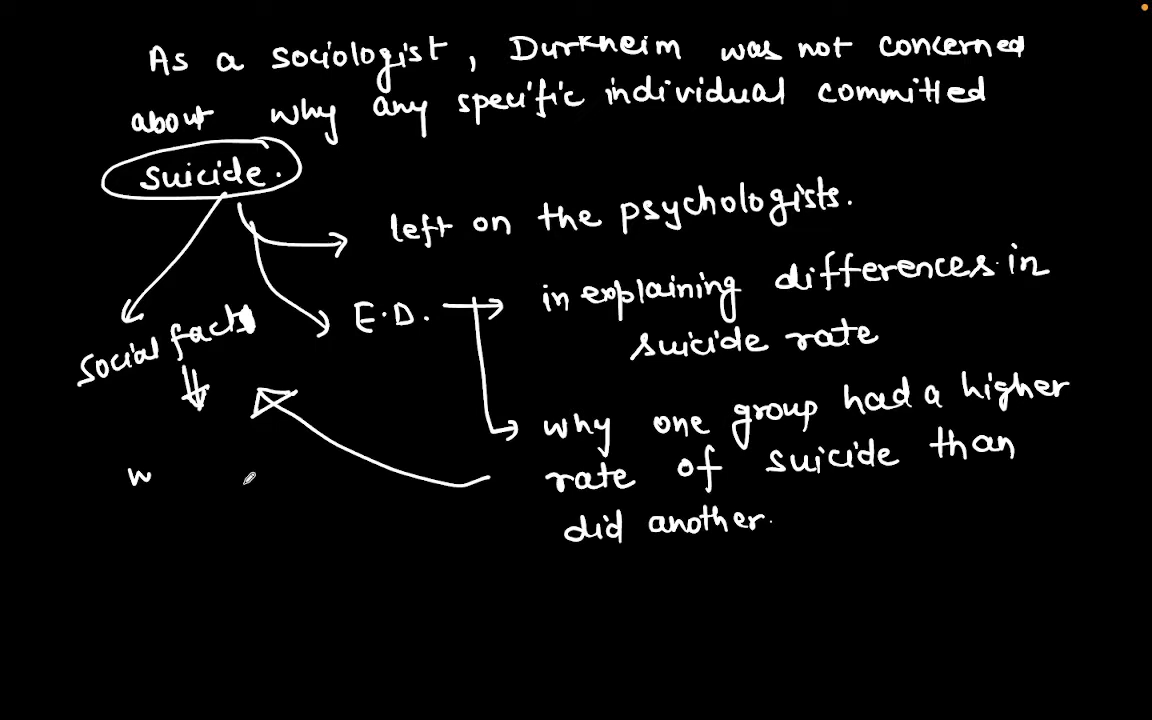 As a sociologist, Durkheim was not concerned
about why any specific individual committed
suicide.
left on the psychologists.
E.D.
in explaining differences in
suicide rate
social facts
why one group had a higher
rate of suicide than
did another.
w